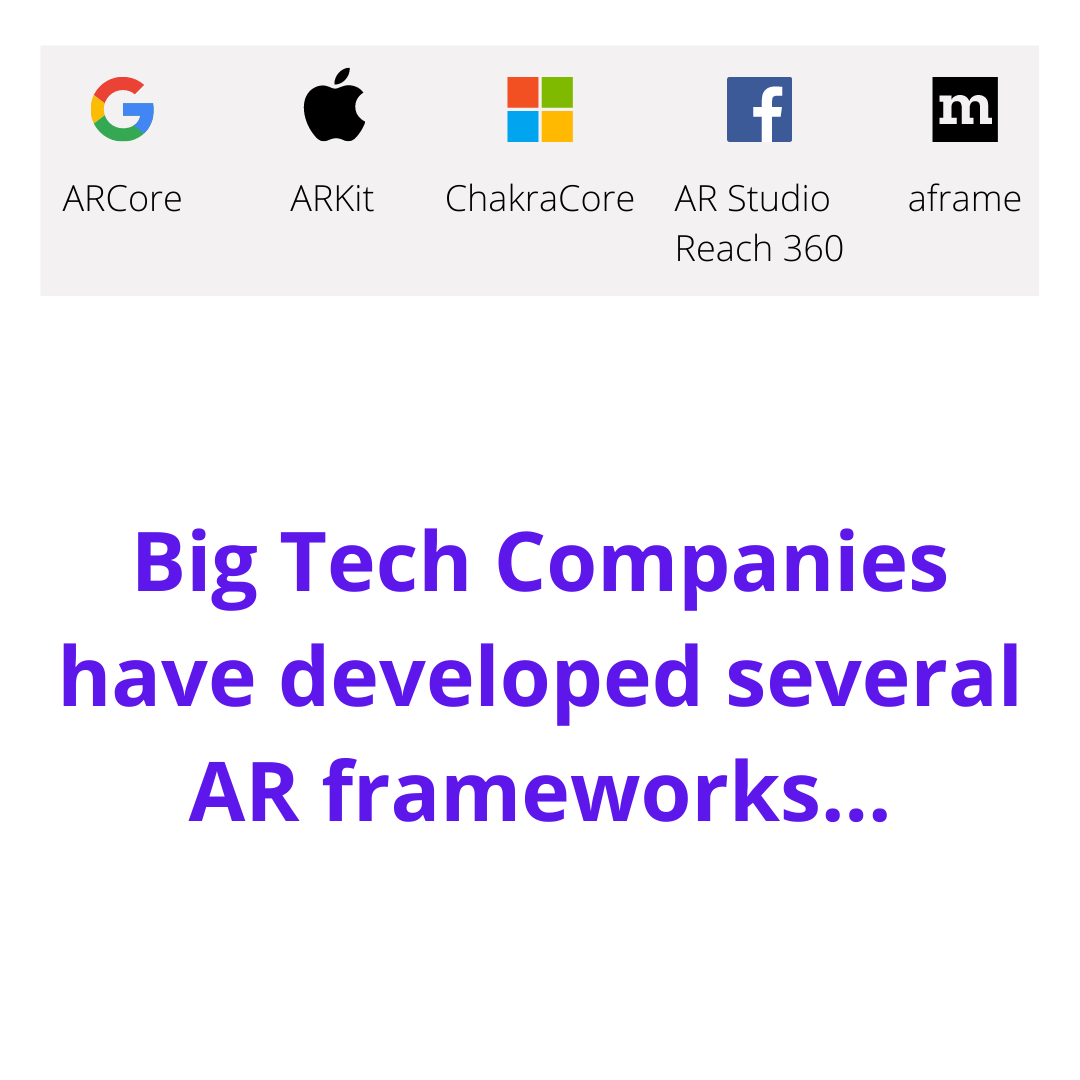 ARCore ARKit ChakraCore AR Studio aframe
Reach 360
Big Tech Companies
have developed several
AR frameworks...